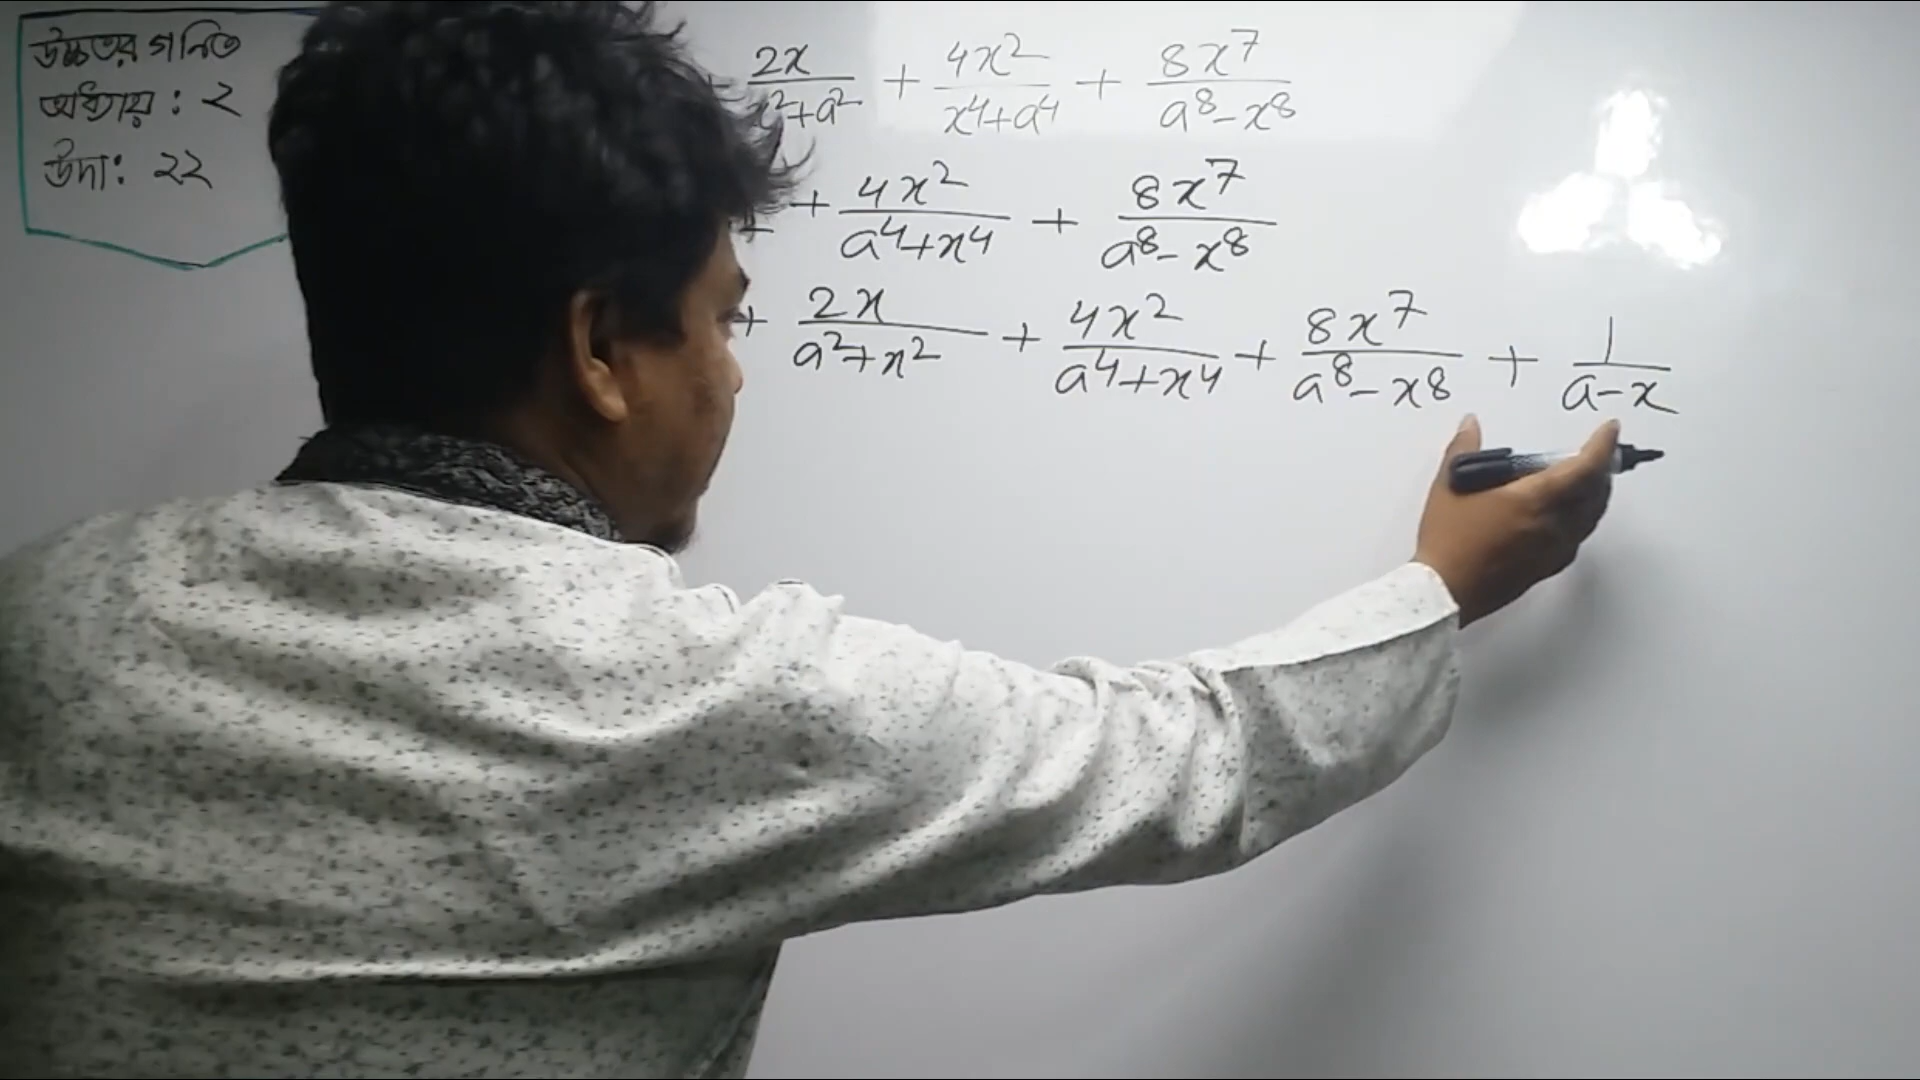 উচ্চতর গনিত
অধ্যায় : ২
উদা: ২২
2x/x²+a² + 4x²/x⁴+a⁴ + 8x⁷/a⁸-x⁸
+ 4x²/a⁴+x⁴ + 8x⁷/a⁸-x⁸
+ 2x/a²+x² + 4x²/a⁴+x⁴ + 8x⁷/a⁸-x⁸ + 1/a-x